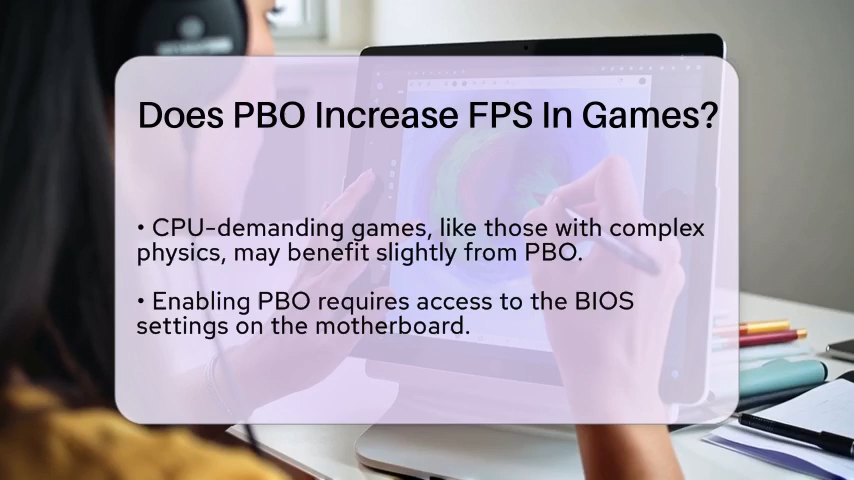 Does PBO Increase FPS In Games?
• CPU-demanding games, like those with complex
physics, may benefit slightly from PBO.
• Enabling PBO requires access to the BIOS
settings on the motherboard.